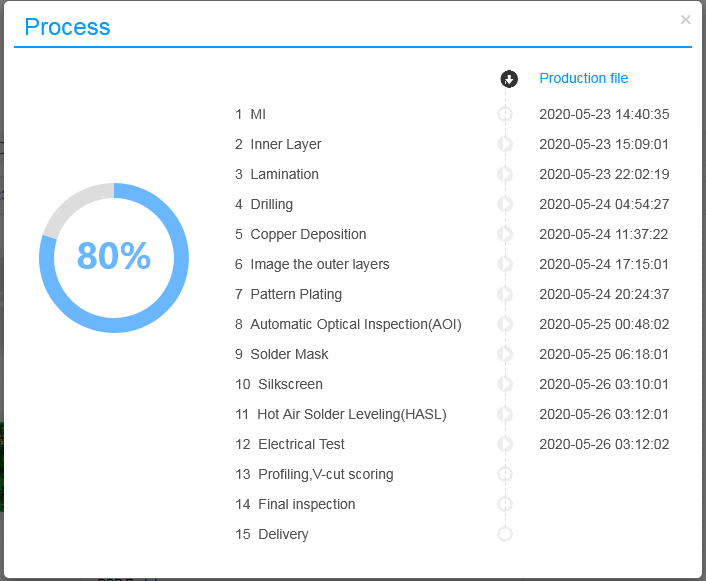 Process
×
Production file
1 MI 2020-05-23 14:40:35
2 Inner Layer 2020-05-23 15:09:01
3 Lamination 2020-05-23 22:02:19
4 Drilling 2020-05-24 04:54:27
5 Copper Deposition 2020-05-24 11:37:22
6 Image the outer layers 2020-05-24 17:15:01
7 Pattern Plating 2020-05-24 20:24:37
8 Automatic Optical Inspection(AOI) 2020-05-25 00:48:02
9 Solder Mask 2020-05-25 06:18:01
10 Silkscreen 2020-05-26 03:10:01
11 Hot Air Solder Leveling(HASL) 2020-05-26 03:12:01
12 Electrical Test 2020-05-26 03:12:02
13 Profiling,V-cut scoring
14 Final inspection
15 Delivery
80%